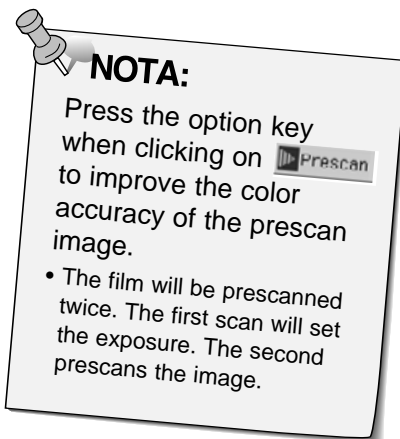 NOTA:
Press the option key
when clicking on Prescan
to improve the color
accuracy of the prescan
image.
• The film will be prescanned
twice. The first scan will set
the exposure. The second
prescans the image.